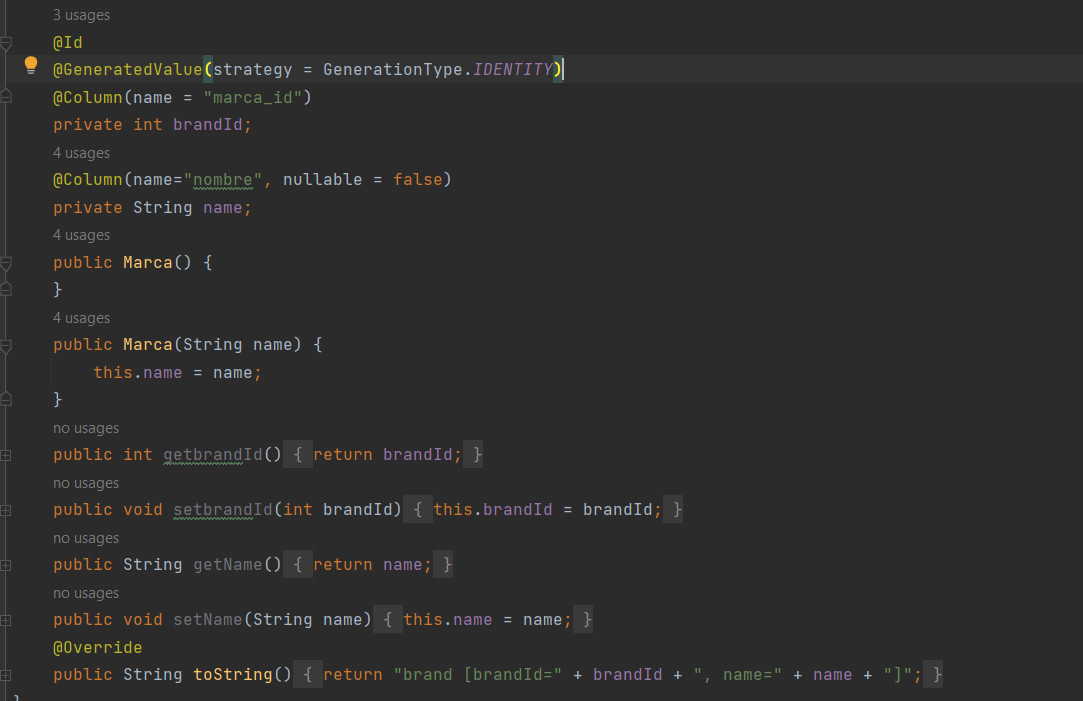 3 usages
@Id
@GeneratedValue(strategy = GenerationType.IDENTITY)
@Column(name = "marca_id")
private int brandId;
4 usages
@Column(name="nombre", nullable = false)
private String name;
4 usages
public Marca() {
}
4 usages
public Marca(String name) {
this.name = name;
}
no usages
public int getbrandId() { return brandId; }
no usages
public void setbrandId(int brandId) { this.brandId = brandId; }
no usages
public String getName() { return name; }
no usages
public void setName(String name) { this.name = name; }
@Override
public String toString() { return "brand [brandId=" + brandId + ", name=" + name + "]"; }
}